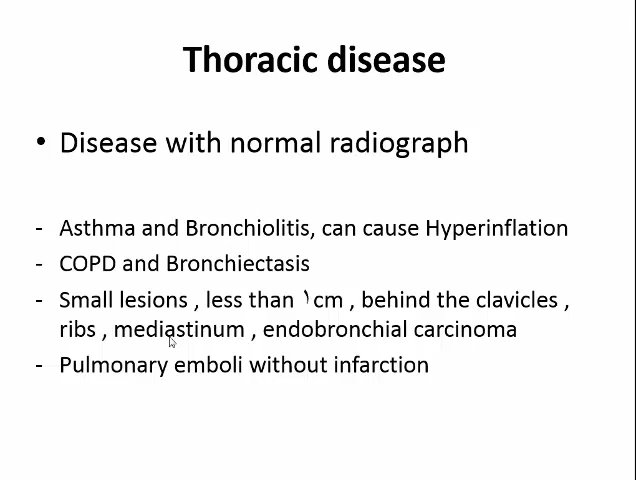 Thoracic disease
• Disease with normal radiograph
- Asthma and Bronchiolitis, can cause Hyperinflation
- COPD and Bronchiectasis
- Small lesions , less than ١cm , behind the clavicles ,
ribs , mediastinum , endobronchial carcinoma
- Pulmonary emboli without infarction